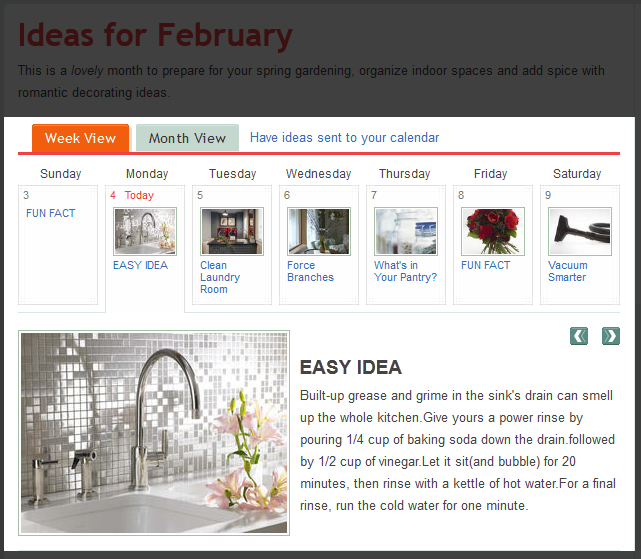 Ideas for February
This is a lovely month to prepare for your spring gardening, organize indoor spaces and add spice with
romantic decorating ideas.
Week View
Month View
Have ideas sent to your calendar
Sunday
Monday
Tuesday
Wednesday
Thursday
Friday
Saturday
3
FUN FACT
4 Today
EASY IDEA
5
Clean
Laundry
Room
6
Force
Branches
7
What's in
Your Pantry?
8
FUN FACT
9
Vacuum
Smarter
EASY IDEA
Built-up grease and grime in the sink's drain can smell
up the whole kitchen.Give yours a power rinse by
pouring 1/4 cup of baking soda down the drain.followed
by 1/2 cup of vinegar.Let it sit(and bubble) for 20
minutes, then rinse with a kettle of hot water.For a final
rinse, run the cold water for one minute.